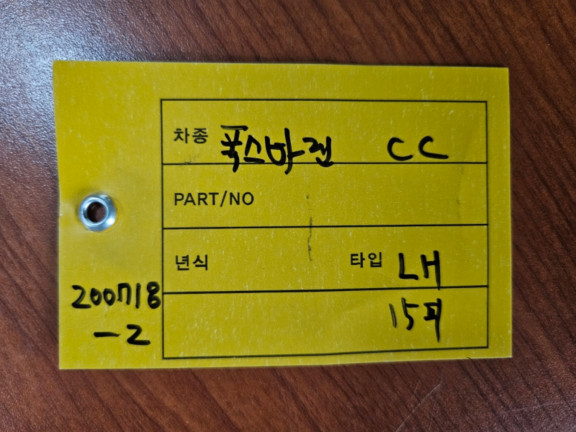 차종 폭스바겐 CC
PART/NO
년식 타입 LH
15피
200718
-2